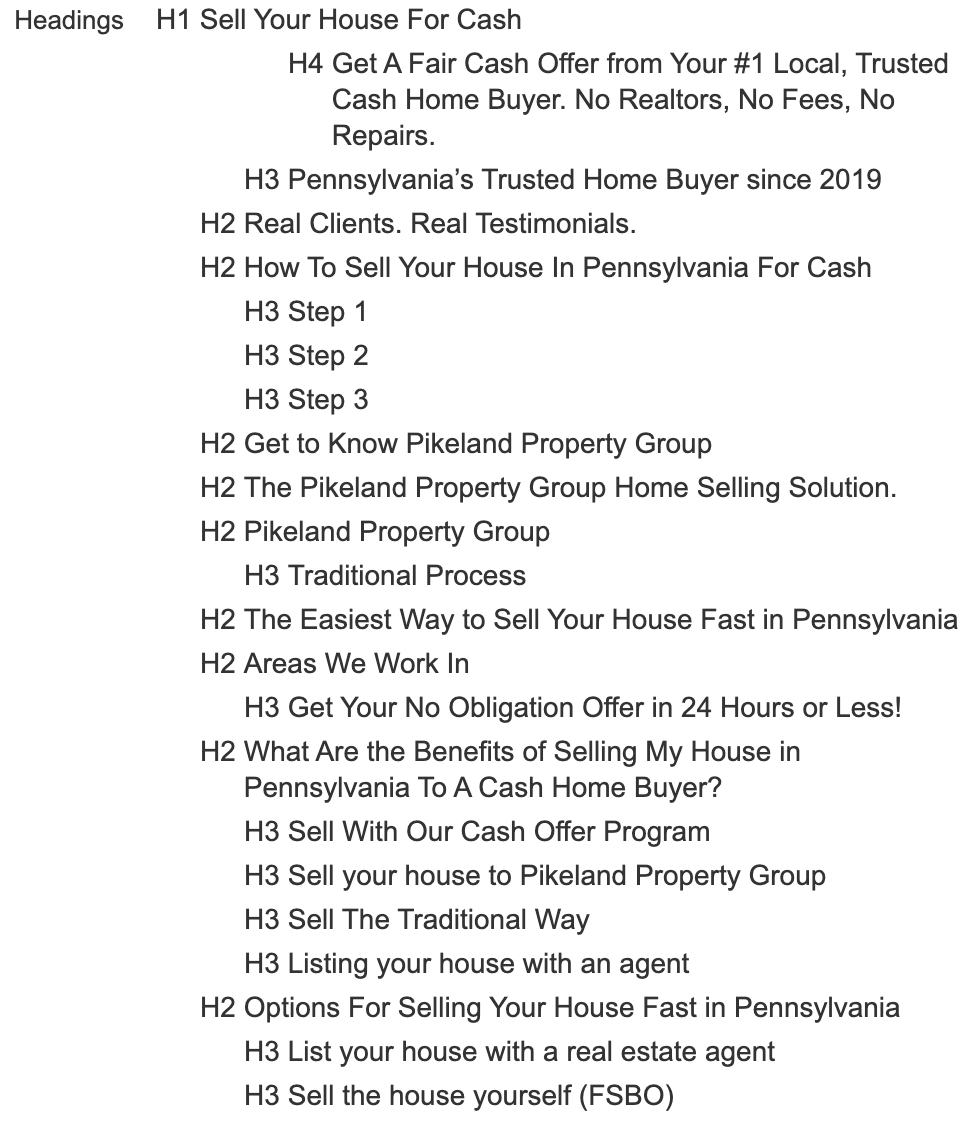 Headings H1 Sell Your House For Cash
H4 Get A Fair Cash Offer from Your #1 Local, Trusted
Cash Home Buyer. No Realtors, No Fees, No
Repairs.
H3 Pennsylvania’s Trusted Home Buyer since 2019
H2 Real Clients. Real Testimonials.
H2 How To Sell Your House In Pennsylvania For Cash
H3 Step 1
H3 Step 2
H3 Step 3
H2 Get to Know Pikeland Property Group
H2 The Pikeland Property Group Home Selling Solution.
H2 Pikeland Property Group
H3 Traditional Process
H2 The Easiest Way to Sell Your House Fast in Pennsylvania
H2 Areas We Work In
H3 Get Your No Obligation Offer in 24 Hours or Less!
H2 What Are the Benefits of Selling My House in
Pennsylvania To A Cash Home Buyer?
H3 Sell With Our Cash Offer Program
H3 Sell your house to Pikeland Property Group
H3 Sell The Traditional Way
H3 Listing your house with an agent
H2 Options For Selling Your House Fast in Pennsylvania
H3 List your house with a real estate agent
H3 Sell the house yourself (FSBO)